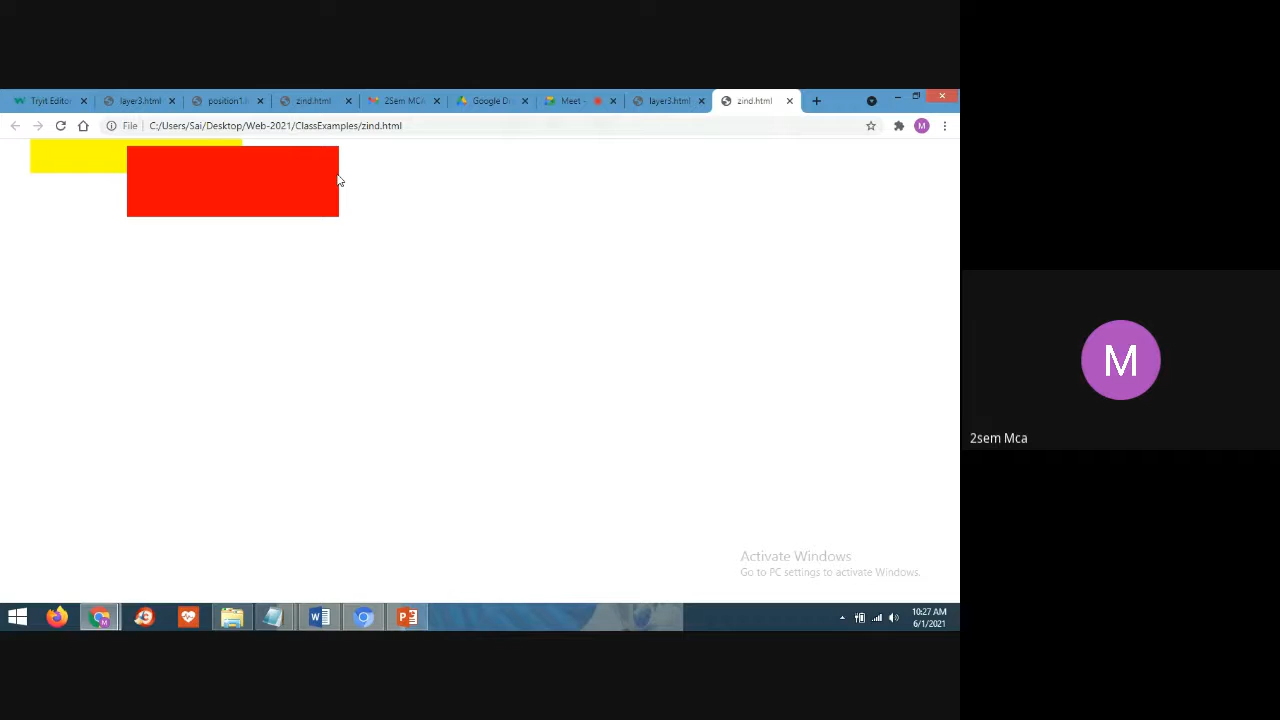 Tryit Editor
layer3.html
position1.h
zind.html
2Sem MCA
Google Dr
Meet -
layer3.html
zind.html
File
C:/Users/Sai/Desktop/Web-2021/ClassExamples/zind.html
M
M
2sem Mca
Activate Windows
Go to PC settings to activate Windows.
10:27 AM
6/1/2021